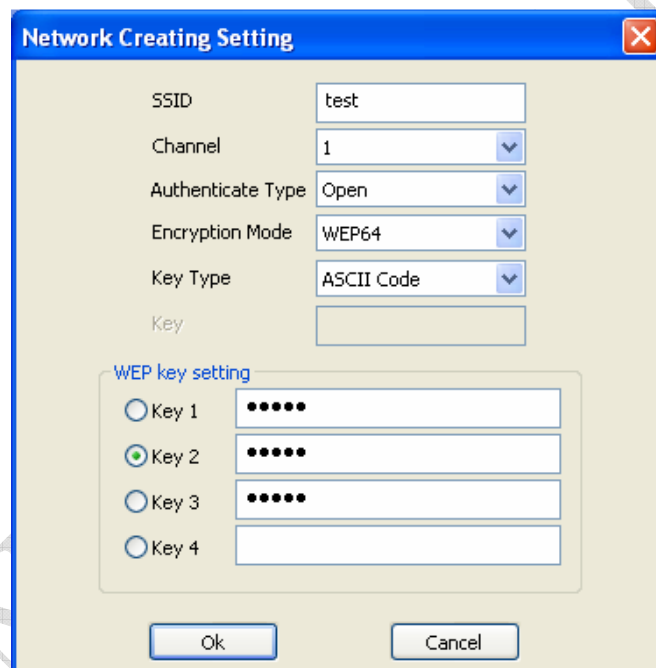 Network Creating Setting
SSID test
Channel 1
Authenticate Type Open
Encryption Mode WEP64
Key Type ASCII Code
Key
WEP key setting
Key 1 •••••
Key 2 •••••
Key 3 •••••
Key 4
Ok Cancel